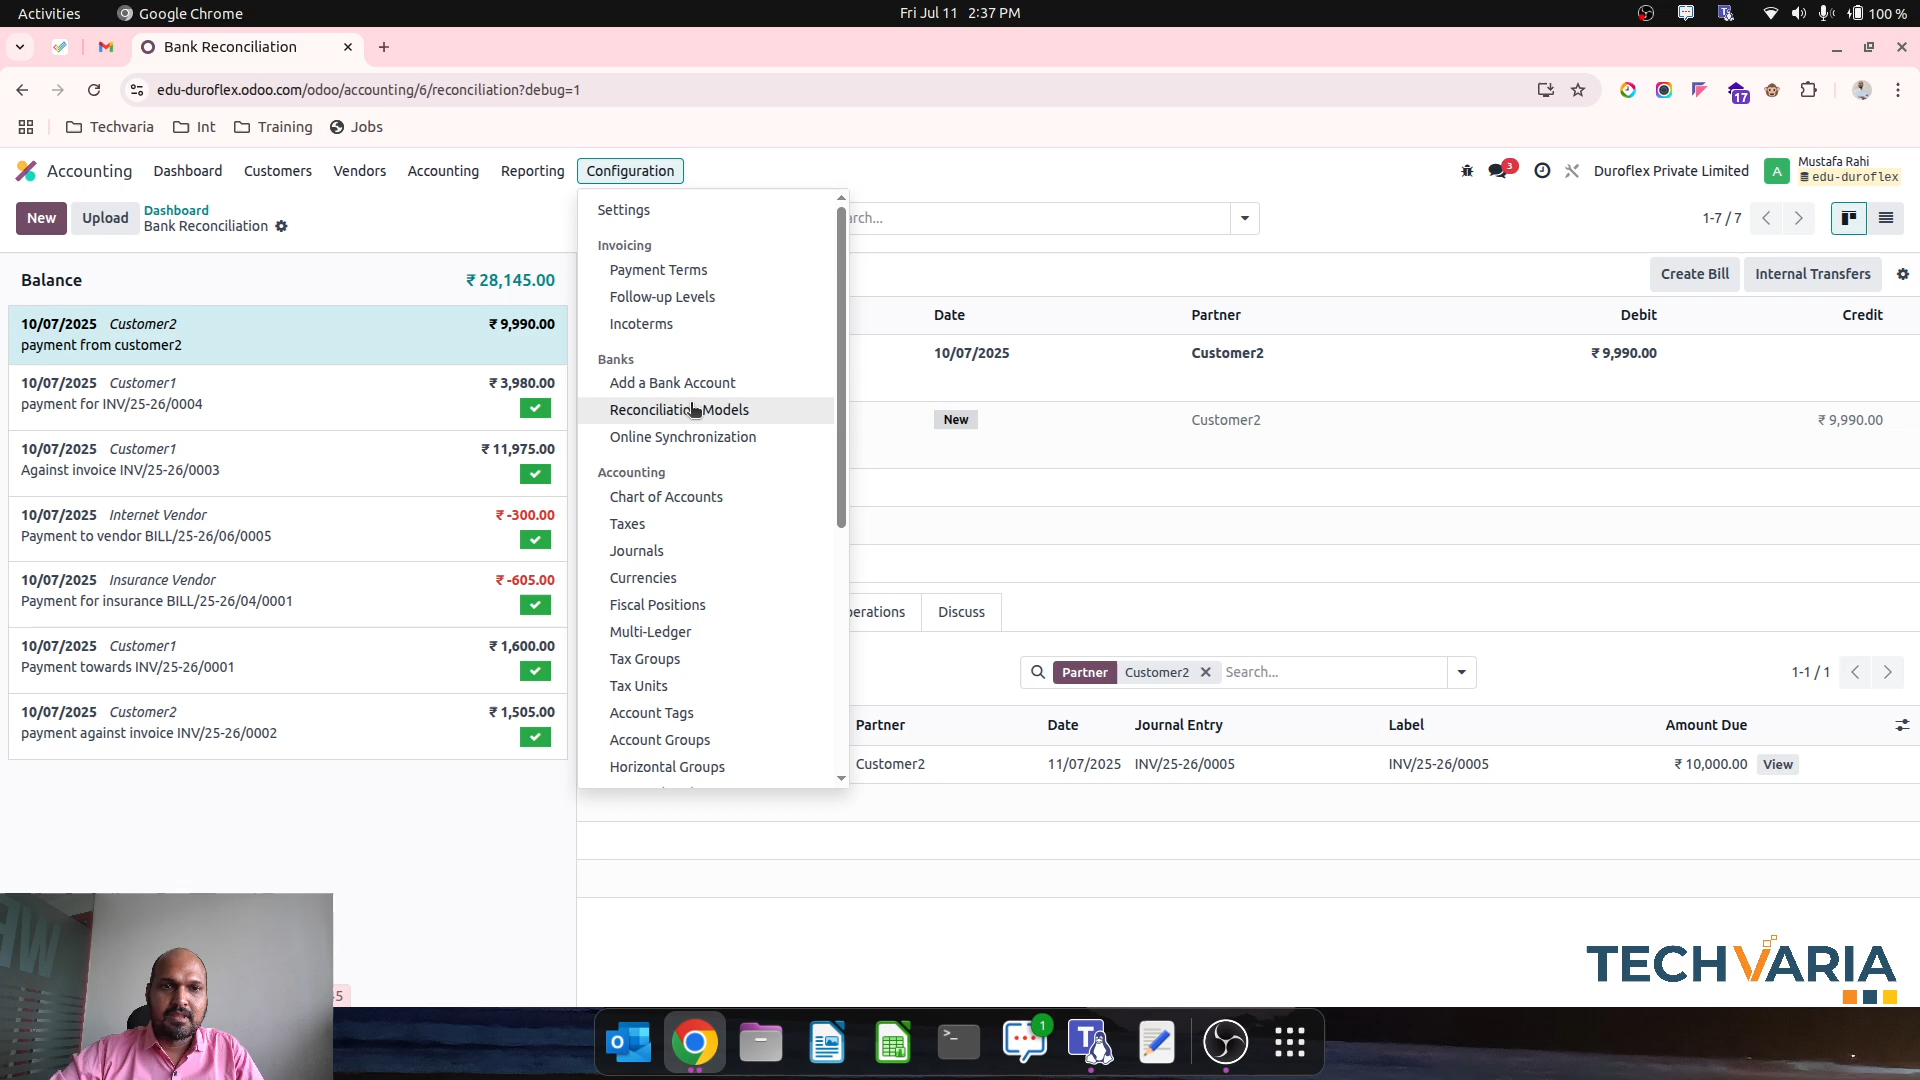 Activities Google Chrome Fri Jul 11 2:37 PM 100 %
Bank Reconciliation
edu-duroflex.odoo.com/odoo/accounting/6/reconciliation?debug=1 17
Techvaria Int Training Jobs
Accounting Dashboard Customers Vendors Accounting Reporting Configuration 3 Duroflex Private Limited A Mustafa Rahi
edu-duroflex
New Upload Dashboard
Bank Reconciliation
arch... 1-7 / 7
Balance ₹ 28,145.00
10/07/2025 Customer2 ₹ 9,990.00
payment from customer2
10/07/2025 Customer1 ₹ 3,980.00
payment for INV/25-26/0004
10/07/2025 Customer1 ₹ 11,975.00
Against invoice INV/25-26/0003
10/07/2025 Internet Vendor ₹ -300.00
Payment to vendor BILL/25-26/06/0005
10/07/2025 Insurance Vendor ₹ -605.00
Payment for insurance BILL/25-26/04/0001
10/07/2025 Customer1 ₹ 1,600.00
Payment towards INV/25-26/0001
10/07/2025 Customer2 ₹ 1,505.00
payment against invoice INV/25-26/0002
Settings
Invoicing
Payment Terms
Follow-up Levels
Incoterms
Banks
Add a Bank Account
Reconciliation Models
Online Synchronization
Accounting
Chart of Accounts
Taxes
Journals
Currencies
Fiscal Positions
Multi-Ledger
Tax Groups
Tax Units
Account Tags
Account Groups
Horizontal Groups
Create Bill Internal Transfers
Date Partner Debit Credit
10/07/2025 Customer2 ₹ 9,990.00
New Customer2 ₹ 9,990.00
perations Discuss
Partner Customer2 Search... 1-1 / 1
Partner Date Journal Entry Label Amount Due
Customer2 11/07/2025 INV/25-26/0005 INV/25-26/0005 ₹ 10,000.00 View
TECHVARIA
1